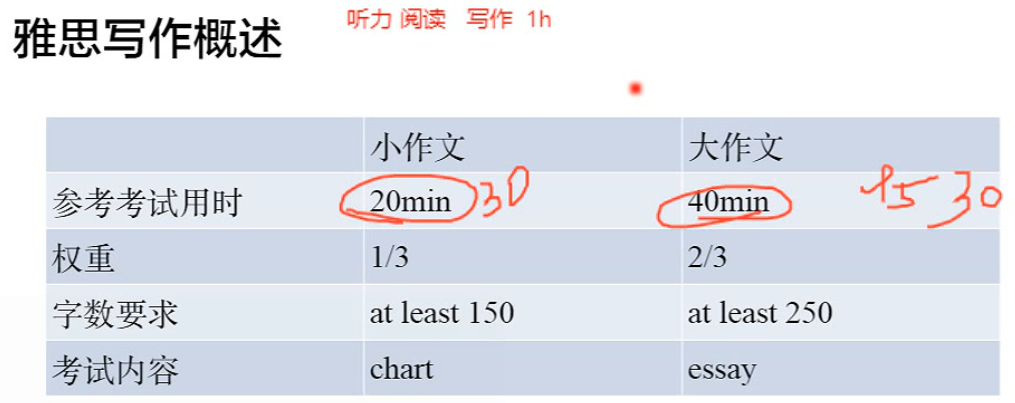 听力 阅读 写作 1h
雅思写作概述
小作文 大作文
参考考试用时 20min 30 40min 15 30
权重 1/3 2/3
字数要求 at least 150 at least 250
考试内容 chart essay